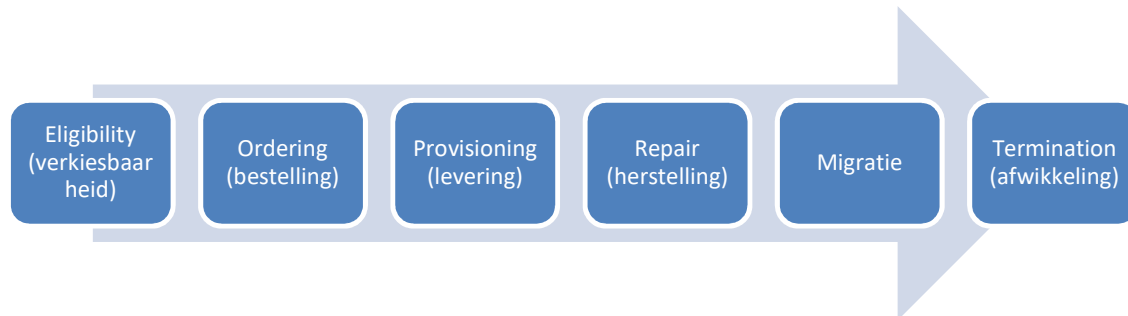 Eligibility
(verkiesbaar
heid)
Ordering
(bestelling)
Provisioning
(levering)
Repair
(herstelling)
Migratie
Termination
(afwikkeling)